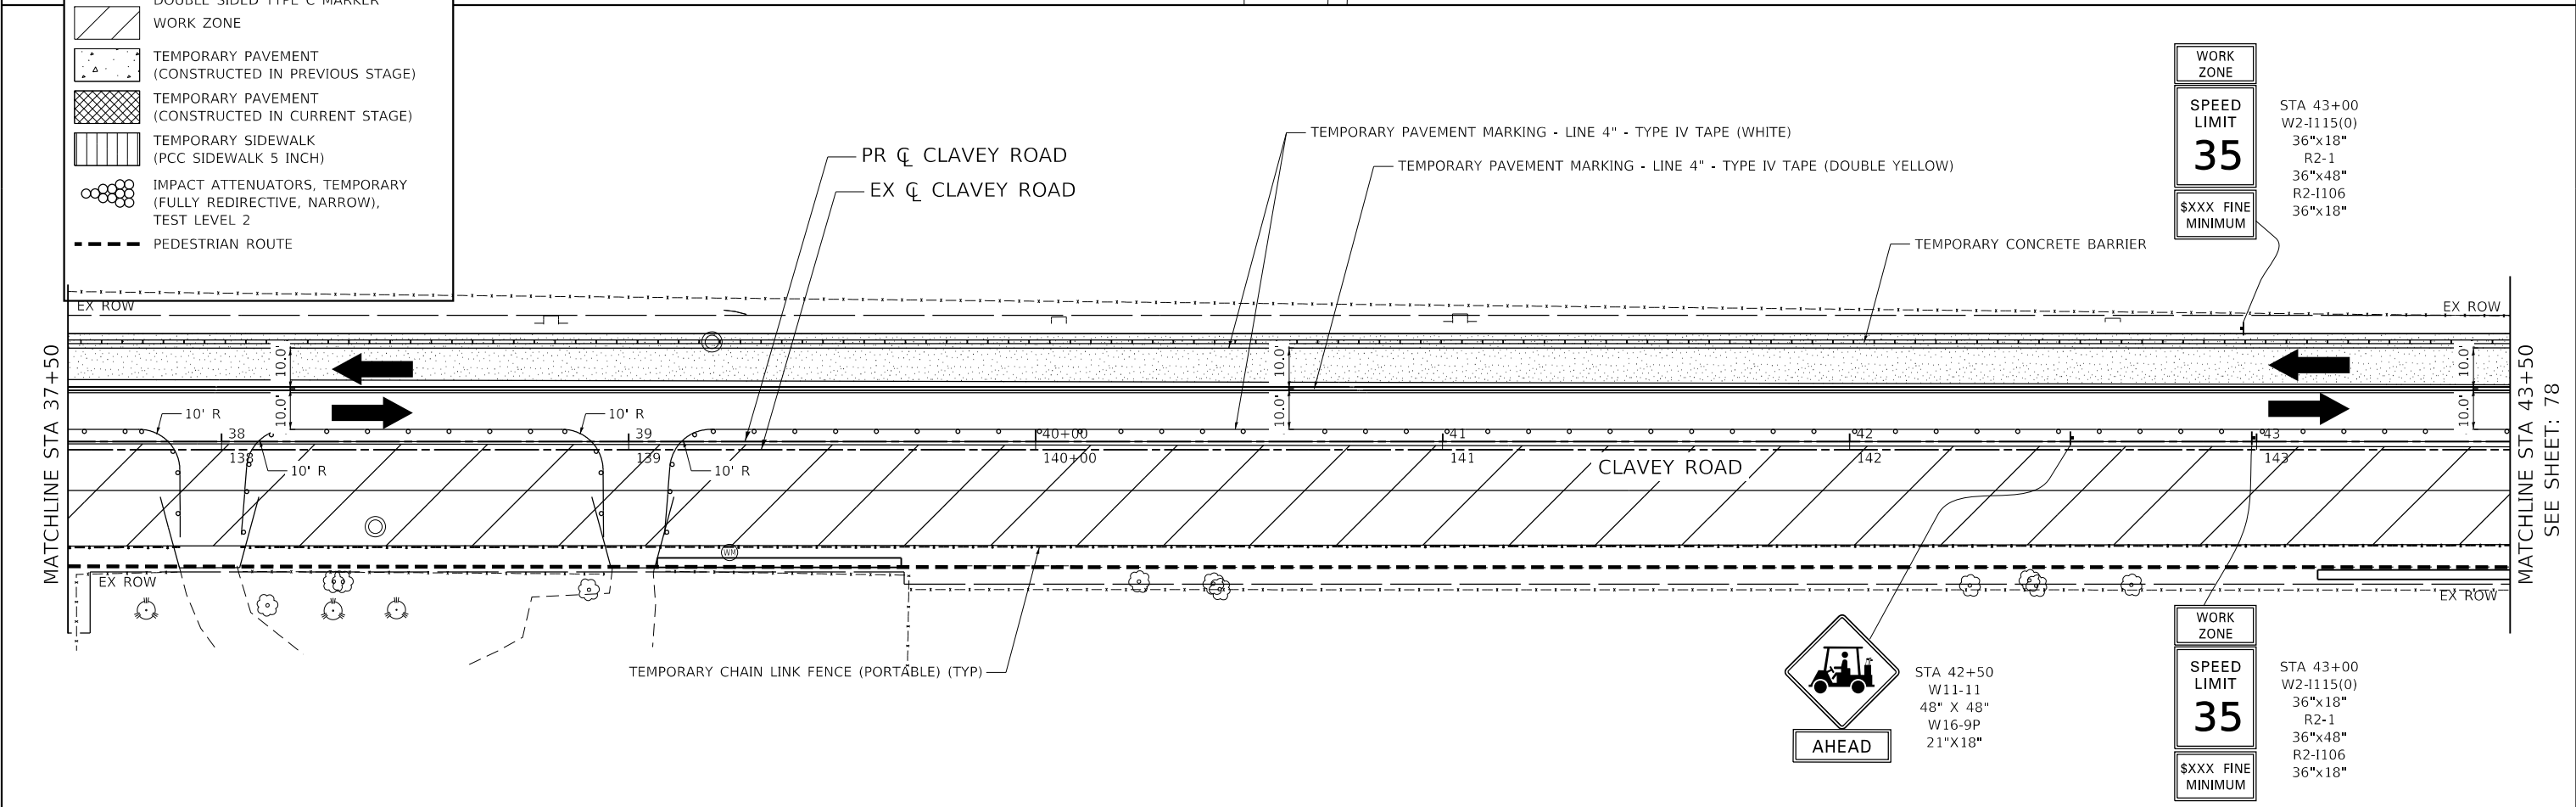 DOUBLE SIDED TYPE C MARKER
WORK ZONE
TEMPORARY PAVEMENT
(CONSTRUCTED IN PREVIOUS STAGE)
TEMPORARY PAVEMENT
(CONSTRUCTED IN CURRENT STAGE)
TEMPORARY SIDEWALK
(PCC SIDEWALK 5 INCH)
IMPACT ATTENUATORS, TEMPORARY
(FULLY REDIRECTIVE, NARROW),
TEST LEVEL 2
PEDESTRIAN ROUTE
PR ℄ CLAVEY ROAD
EX ℄ CLAVEY ROAD
TEMPORARY PAVEMENT MARKING - LINE 4" - TYPE IV TAPE (WHITE)
TEMPORARY PAVEMENT MARKING - LINE 4" - TYPE IV TAPE (DOUBLE YELLOW)
TEMPORARY CONCRETE BARRIER
WORK
ZONE
SPEED
LIMIT
35
$XXX FINE
MINIMUM
STA 43+00
W2-I115(0)
36"x18"
R2-1
36"x48"
R2-I106
36"x18"
EX ROW
EX ROW
MATCHLINE STA 37+50
10.0'
10.0'
10.0'
10.0'
10.0'
10.0'
10' R
10' R
10' R
10' R
38
39
40+00
41
42
43
138
139
140+00
141
142
143
CLAVEY ROAD
MATCHLINE STA 43+50
SEE SHEET: 78
WM
EX ROW
EX ROW
TEMPORARY CHAIN LINK FENCE (PORTABLE) (TYP)
AHEAD
STA 42+50
W11-11
48" X 48"
W16-9P
21"X18"
WORK
ZONE
SPEED
LIMIT
35
$XXX FINE
MINIMUM
STA 43+00
W2-I115(0)
36"x18"
R2-1
36"x48"
R2-I106
36"x18"